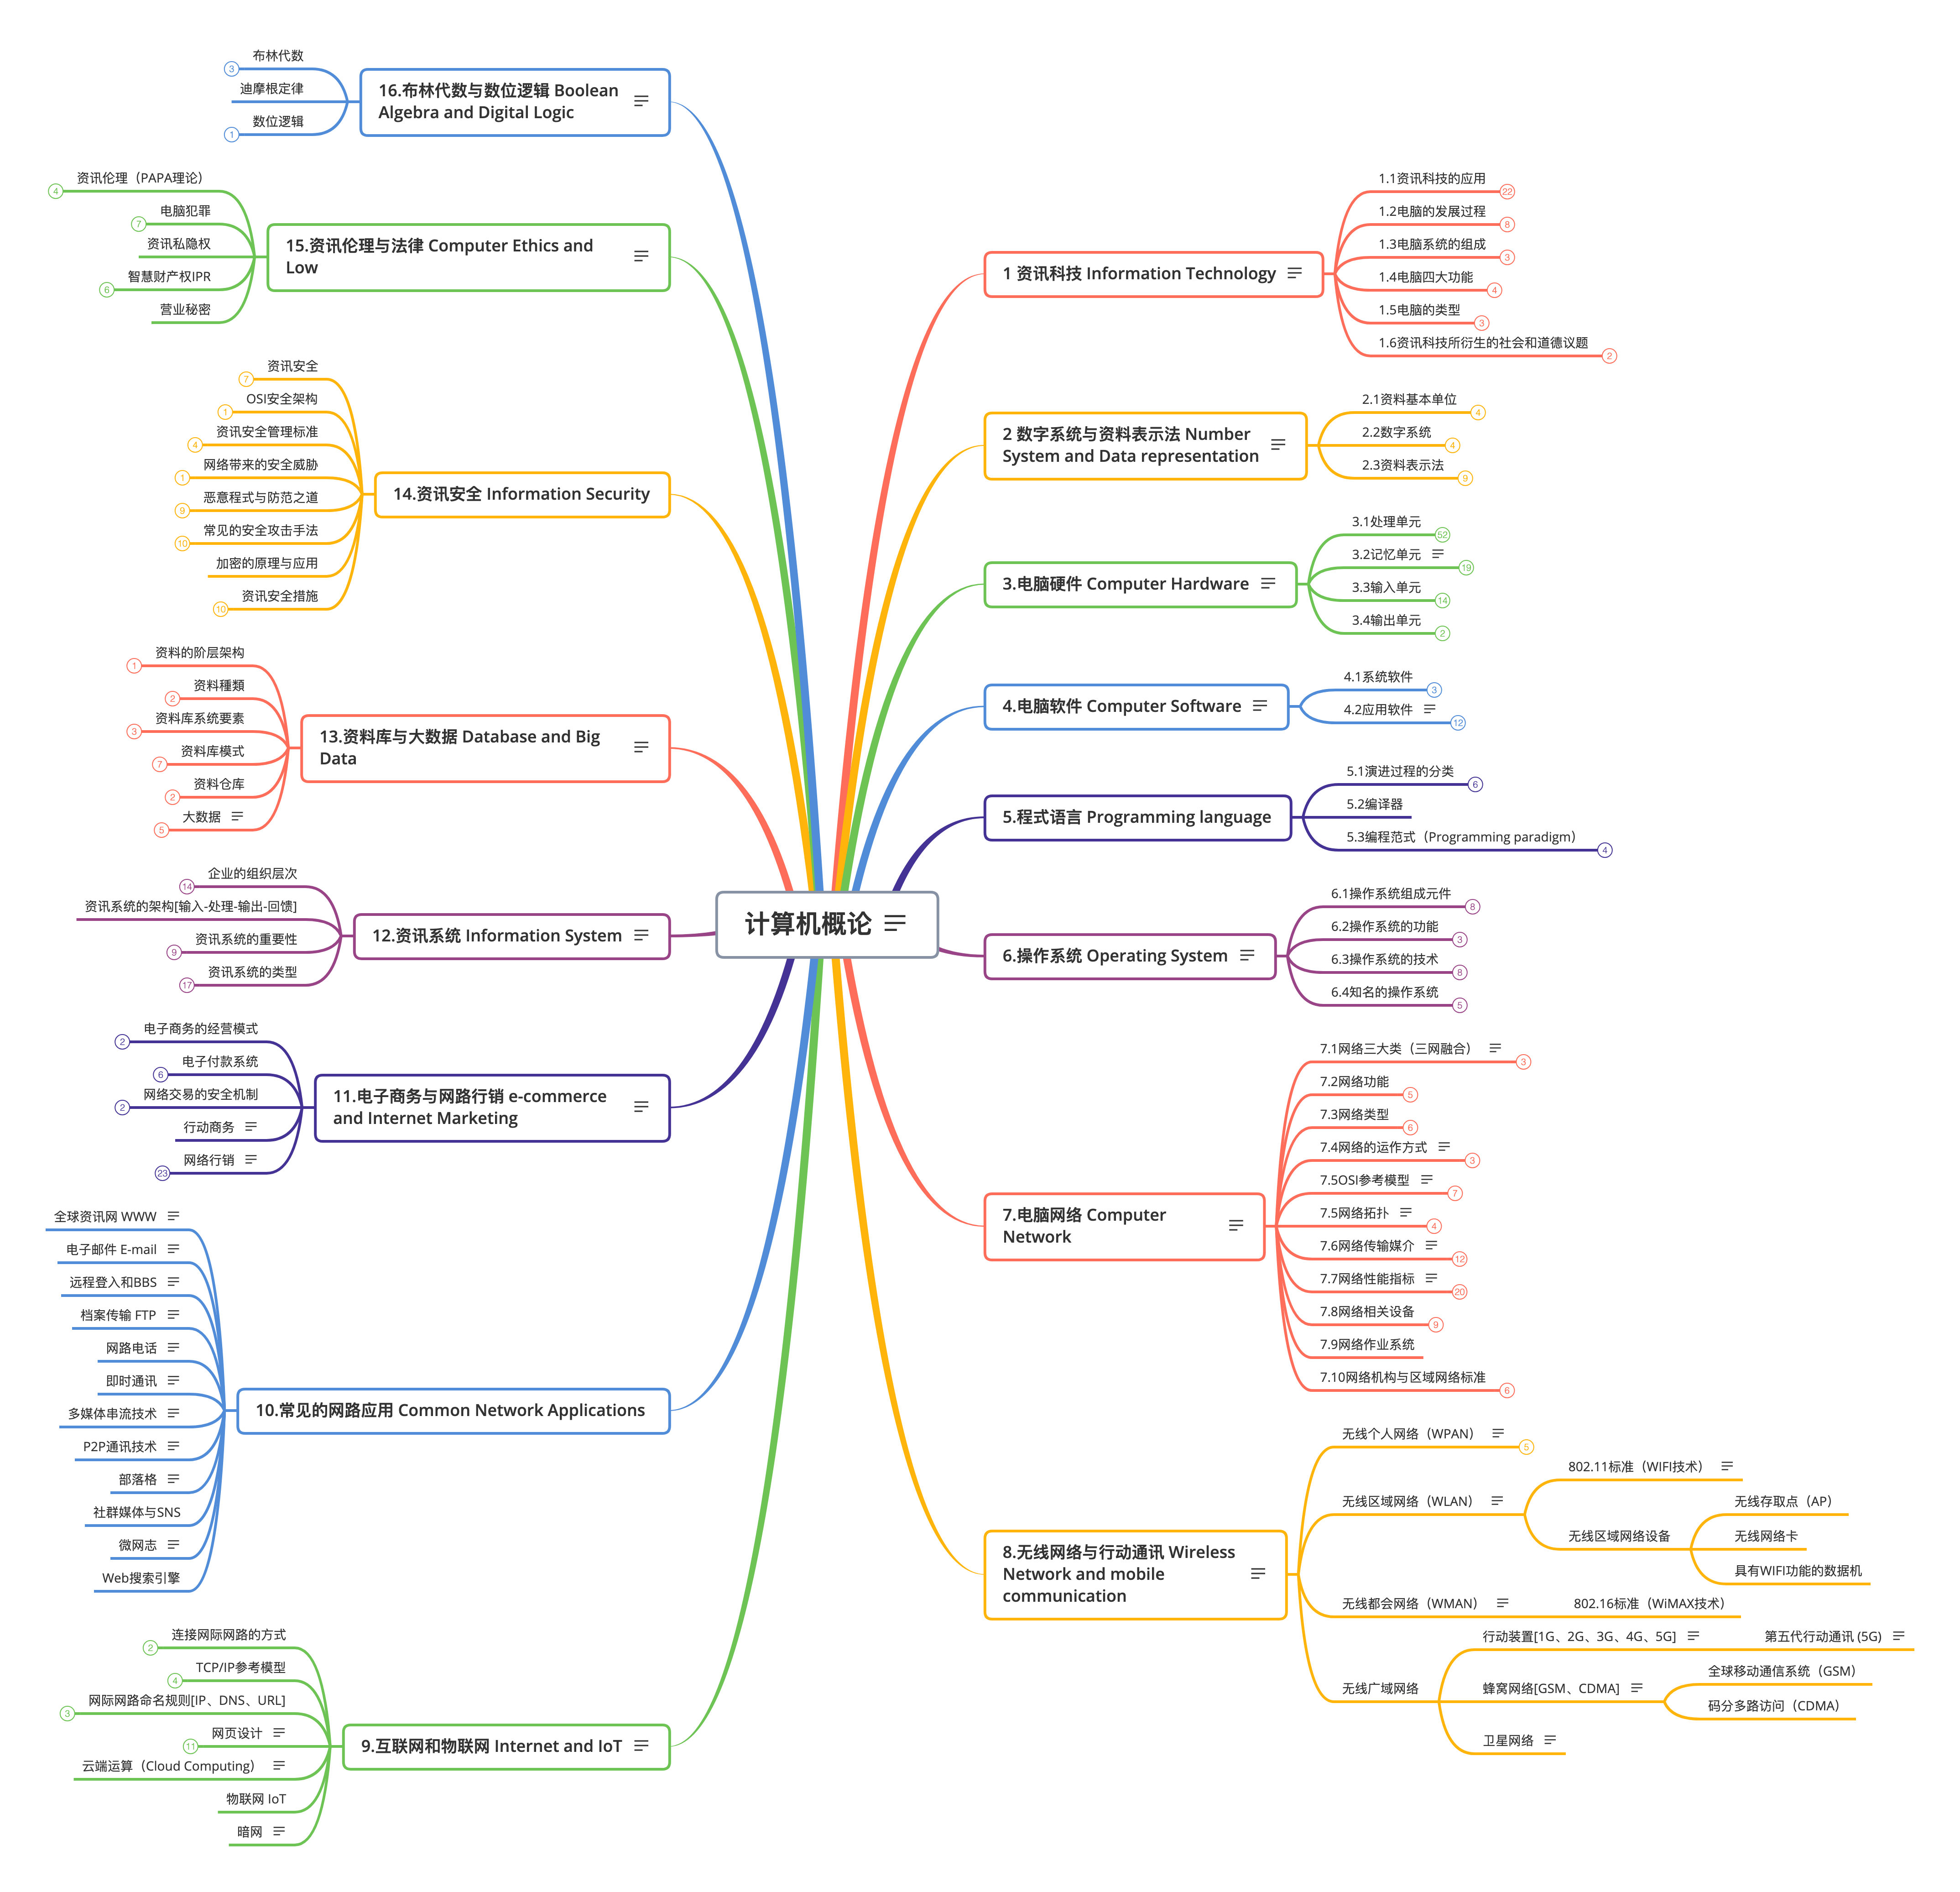 计算机概论
1 资讯科技 Information Technology
1.1资讯科技的应用
22
1.2电脑的发展过程
8
1.3电脑系统的组成
3
1.4电脑四大功能
4
1.5电脑的类型
3
1.6资讯科技所衍生的社会和道德议题
2
2 数字系统与资料表示法 Number
System and Data representation
2.1资料基本单位
4
2.2数字系统
4
2.3资料表示法
9
3.电脑硬件 Computer Hardware
3.1处理单元
52
3.2记忆单元
19
3.3输入单元
14
3.4输出单元
2
4.电脑软件 Computer Software
4.1系统软件
3
4.2应用软件
12
5.程式语言 Programming language
5.1演进过程的分类
6
5.2编译器
5.3编程范式（Programming paradigm）
4
6.操作系统 Operating System
6.1操作系统组成元件
8
6.2操作系统的功能
3
6.3操作系统的技术
8
6.4知名的操作系统
5
7.电脑网络 Computer
Network
7.1网络三大类（三网融合）
3
7.2网络功能
5
7.3网络类型
6
7.4网络的运作方式
3
7.5OSI参考模型
7
7.5网络拓扑
4
7.6网络传输媒介
12
7.7网络性能指标
20
7.8网络相关设备
9
7.9网络作业系统
7.10网络机构与区域网络标准
6
8.无线网络与行动通讯 Wireless
Network and mobile
communication
无线个人网络（WPAN）
5
无线区域网络（WLAN）
802.11标准（WIFI技术）
无线区域网络设备
无线存取点（AP）
无线网络卡
具有WIFI功能的数据机
无线都会网络（WMAN）
802.16标准（WiMAX技术）
无线广域网络
行动装置[1G、2G、3G、4G、5G]
第五代行动通讯 (5G)
蜂窝网络[GSM、CDMA]
全球移动通信系统（GSM）
码分多路访问（CDMA）
卫星网络
16.布林代数与数位逻辑 Boolean
Algebra and Digital Logic
布林代数
3
迪摩根定律
数位逻辑
1
15.资讯伦理与法律 Computer Ethics and
Low
资讯伦理（PAPA理论）
4
电脑犯罪
7
资讯私隐权
智慧财产权IPR
6
营业秘密
14.资讯安全 Information Security
资讯安全
7
OSI安全架构
1
资讯安全管理标准
4
网络带来的安全威胁
1
恶意程式与防范之道
9
常见的安全攻击手法
10
加密的原理与应用
资讯安全措施
10
13.资料库与大数据 Database and Big
Data
资料的阶层架构
1
资料種類
2
资料库系统要素
3
资料库模式
7
资料仓库
2
大数据
5
12.资讯系统 Information System
企业的组织层次
14
资讯系统的架构[输入-处理-输出-回馈]
资讯系统的重要性
9
资讯系统的类型
17
11.电子商务与网路行销 e-commerce
and Internet Marketing
电子商务的经营模式
2
电子付款系统
6
网络交易的安全机制
2
行动商务
网络行销
23
10.常见的网路应用 Common Network Applications
全球资讯网 WWW
电子邮件 E-mail
远程登入和BBS
档案传输 FTP
网路电话
即时通讯
多媒体串流技术
P2P通讯技术
部落格
社群媒体与SNS
微网志
Web搜索引擎
9.互联网和物联网 Internet and IoT
连接网际网路的方式
2
TCP/IP参考模型
4
网际网路命名规则[IP、DNS、URL]
3
网页设计
11
云端运算（Cloud Computing）
物联网 IoT
暗网